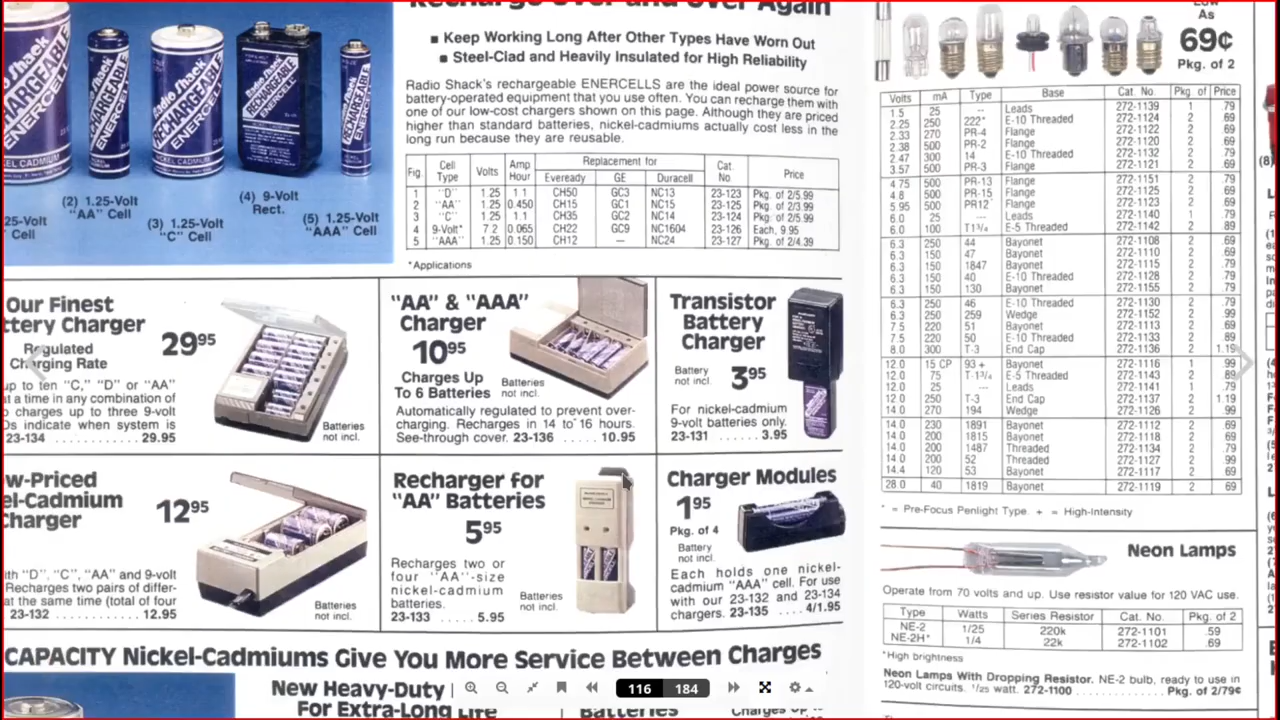 Recharge Over and Over Again
■ Keep Working Long After Other Types Have Worn Out
■ Steel-Clad and Heavily Insulated for High Reliability
Radio Shack's rechargeable ENERCELLS are the ideal power source for
battery-operated equipment that you use often. You can recharge them with
one of our low-cost chargers shown on this page. Although they are priced
higher than standard batteries, nickel-cadmiums actually cost less in the
long run because they are reusable.
(2) 1.25-Volt
"AA" Cell
(3) 1.25-Volt
"C" Cell
(4) 9-Volt
Rect.
(5) 1.25-Volt
"AAA" Cell
25-Volt
Cell
Fig. Cell Type Volts Amp Hour Replacement for Cat. No Price
Eveready GE Duracell
1 "D" 1.25 1.1 CH50 GC3 NC13 23-123 Pkg. of 2/5.99
2 "AA" 1.25 0.450 CH15 GC1 NC15 23-125 Pkg. of 2/3.99
3 "C" 1.25 1.1 CH35 GC2 NC14 23-124 Pkg. of 2/5.99
4 9-Volt* 7.2 0.065 CH22 GC9 NC1604 23-126 Each, 9.95
5 "AAA" 1.25 0.150 CH12 — NC24 23-127 Pkg. of 2/4.39
*Applications
Our Finest
ttery Charger
Regulated
Charging Rate
29⁹⁵
up to ten "C," "D" or "AA"
at a time in any combination of
charges up to three 9-volt
Ds indicate when system is
23-134 . . . . . . . . . . . . 29.95
Batteries
not incl.
"AA" & "AAA"
Charger
10⁹⁵
Charges Up
To 6 Batteries
Batteries
not incl.
Automatically regulated to prevent over-
charging. Recharges in 14 to 16 hours.
See-through cover. 23-136 . . . . . 10.95
Transistor
Battery
Charger
Battery
not incl.
3⁹⁵
For nickel-cadmium
9-volt batteries only.
23-131 . . . . . . . . 3.95
w-Priced
el-Cadmium
Charger
12⁹⁵
ith "D", "C", "AA" and 9-volt
Recharges two pairs of differ-
at the same time (total of four
23-132 . . . . . . . . 12.95
Batteries
not incl.
Recharger for
"AA" Batteries
5⁹⁵
Recharges two or
four "AA"-size
nickel-cadmium
batteries.
23-133 . . . . . 5.95
Batteries
not incl.
Charger Modules
1⁹⁵
Pkg. of 4
Battery
not incl.
Each holds one nickel-
cadmium "AAA" cell. For use
with our 23-132 and 23-134
chargers. 23-135 . . . . 4/1.95
CAPACITY Nickel-Cadmiums Give You More Service Between Charges
New Heavy-Duty
For Extra-Long Life
Batteries
116 184
Low
As
69¢
Pkg. of 2
Volts mA Type Base Cat. No. Pkg of Price
1.5 25 -- Leads 272-1139 1 .79
2.25 250 222* E-10 Threaded 272-1124 2 .69
2.33 270 PR-4 Flange 272-1122 2 .69
2.38 500 PR-2 Flange 272-1120 2 .69
2.47 300 14 E-10 Threaded 272-1132 2 .79
3.57 500 PR-3 Flange 272-1121 2 .69
4.75 500 PR-13 Flange 272-1151 2 .79
4.8 500 PR-15 Flange 272-1125 2 .69
5.95 500 PR12 Flange 272-1123 2 .69
6.0 25 --- Leads 272-1140 1 .79
6.0 100 T1³/₄ E-5 Threaded 272-1142 2 .89
6.3 250 44 Bayonet 272-1108 2 .69
6.3 150 47 Bayonet 272-1110 2 .69
6.3 150 1847 Bayonet 272-1115 2 .79
6.3 150 40 E-10 Threaded 272-1128 2 .79
6.3 150 130 Bayonet 272-1155 2 .69
6.3 250 46 E-10 Threaded 272-1130 2 .79
6.3 250 259 Wedge 272-1152 2 .99
7.5 220 51 Bayonet 272-1113 2 .69
7.5 220 50 E-10 Threaded 272-1133 2 .89
8.0 300 T-3 End Cap 272-1136 2 1.19
12.0 15 CP 93 + Bayonet 272-1116 1 .99
12.0 75 T-1³/₄ E-5 Threaded 272-1143 2 .89
12.0 25 --- Leads 272-1141 1 .79
12.0 250 T-3 End Cap 272-1137 2 1.19
14.0 270 194 Wedge 272-1126 2 .99
14.0 230 1891 Bayonet 272-1112 2 .69
14.0 200 1815 Bayonet 272-1118 2 .69
14.0 200 1487 Threaded 272-1134 2 .79
14.0 200 52 Threaded 272-1127 2 .99
14.4 120 53 Bayonet 272-1117 2 .69
28.0 40 1819 Bayonet 272-1119 2 .69
* = Pre-Focus Penlight Type. + = High-Intensity
Neon Lamps
Operate from 70 volts and up. Use resistor value for 120 VAC use.
Type Watts Series Resistor Cat. No. Pkg. of 2
NE-2 1/25 220k 272-1101 .59
NE-2H* 1/4 22k 272-1102 .69
*High brightness
Neon Lamps With Dropping Resistor. NE-2 bulb, ready to use in
120-volt circuits. ¹/₂₅ watt. 272-1100 . . . . . . . . . . Pkg. of 2/79¢